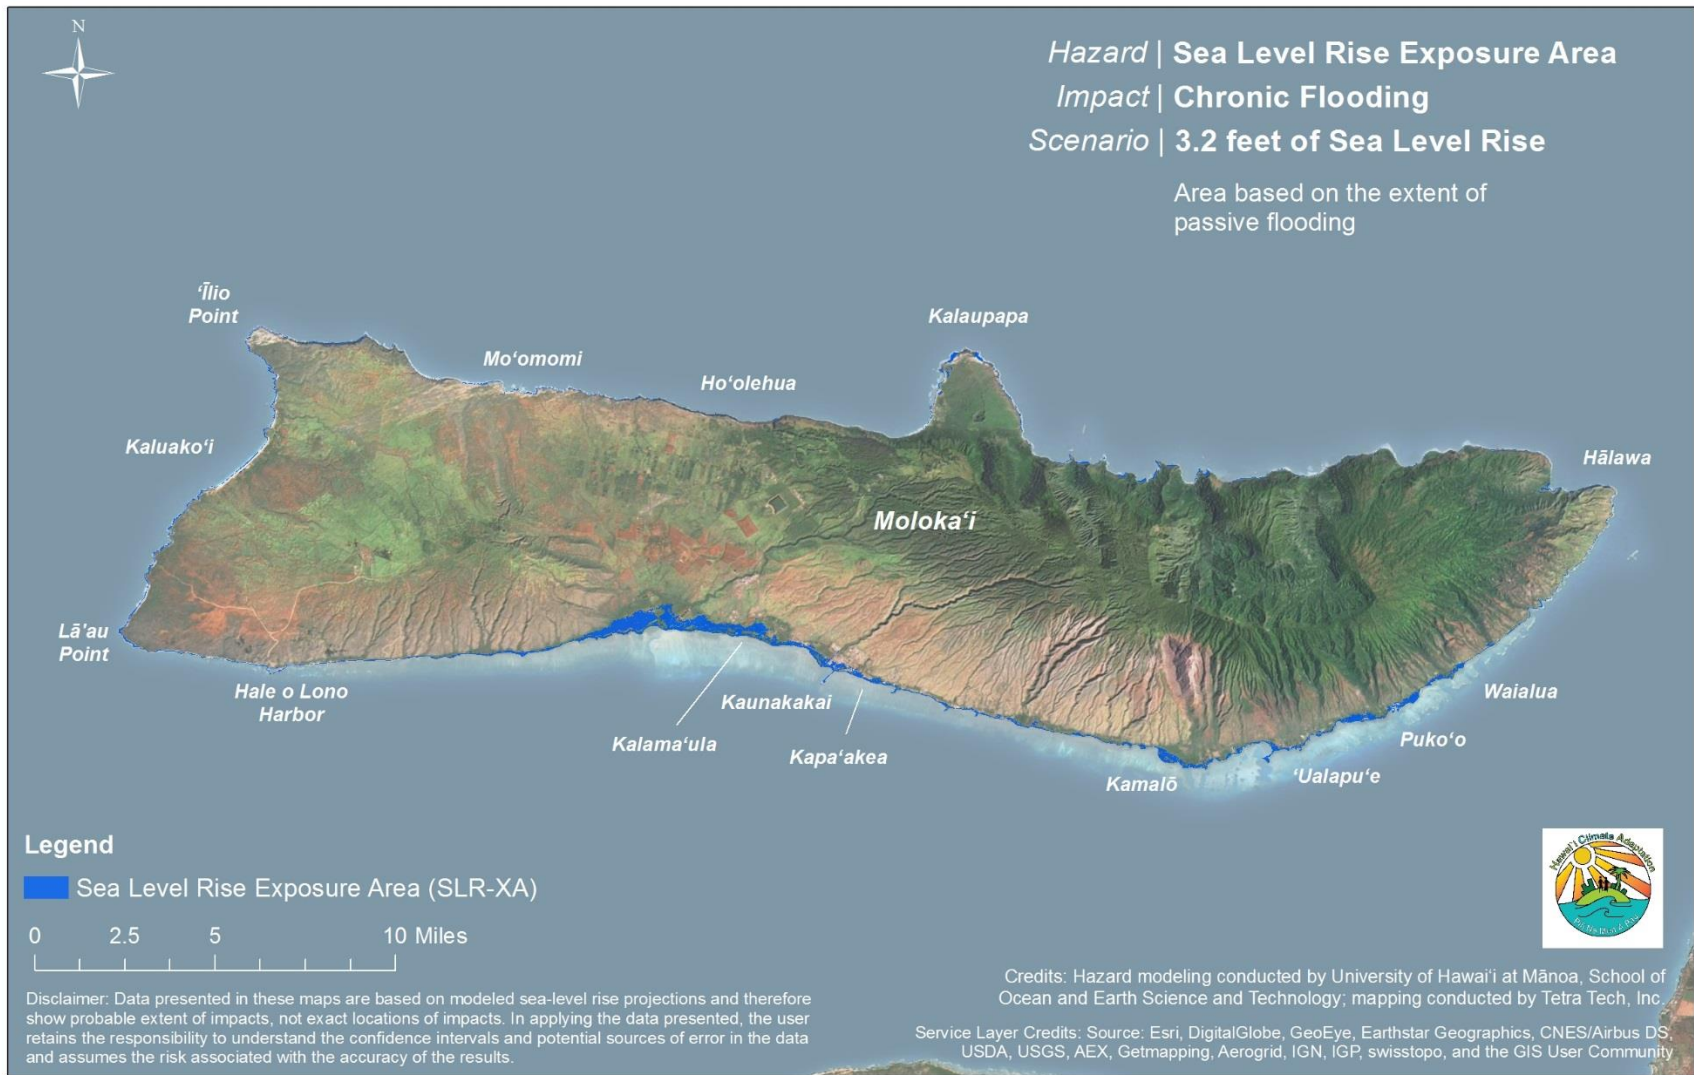 N
Hazard | Sea Level Rise Exposure Area
Impact | Chronic Flooding
Scenario | 3.2 feet of Sea Level Rise
Area based on the extent of
passive flooding
ʻĪlio
Point
Kalaupapa
Moʻomomi
Hoʻolehua
Kaluakoʻi
Hālawa
Molokaʻi
Lā'au
Point
Hale o Lono
Harbor
Kaunakakai
Waialua
Kalamaʻula
Kapaʻakea
Pukoʻo
Kamalō
ʻUalapuʻe
Legend
Sea Level Rise Exposure Area (SLR-XA)
0 2.5 5 10 Miles
Disclaimer: Data presented in these maps are based on modeled sea-level rise projections and therefore
show probable extent of impacts, not exact locations of impacts. In applying the data presented, the user
retains the responsibility to understand the confidence intervals and potential sources of error in the data
and assumes the risk associated with the accuracy of the results.
Hawaiʻi Climate Adaptation
Credits: Hazard modeling conducted by University of Hawaiʻi at Mānoa, School of
Ocean and Earth Science and Technology; mapping conducted by Tetra Tech, Inc.
Service Layer Credits: Source: Esri, DigitalGlobe, GeoEye, Earthstar Geographics, CNES/Airbus DS,
USDA, USGS, AEX, Getmapping, Aerogrid, IGN, IGP, swisstopo, and the GIS User Community